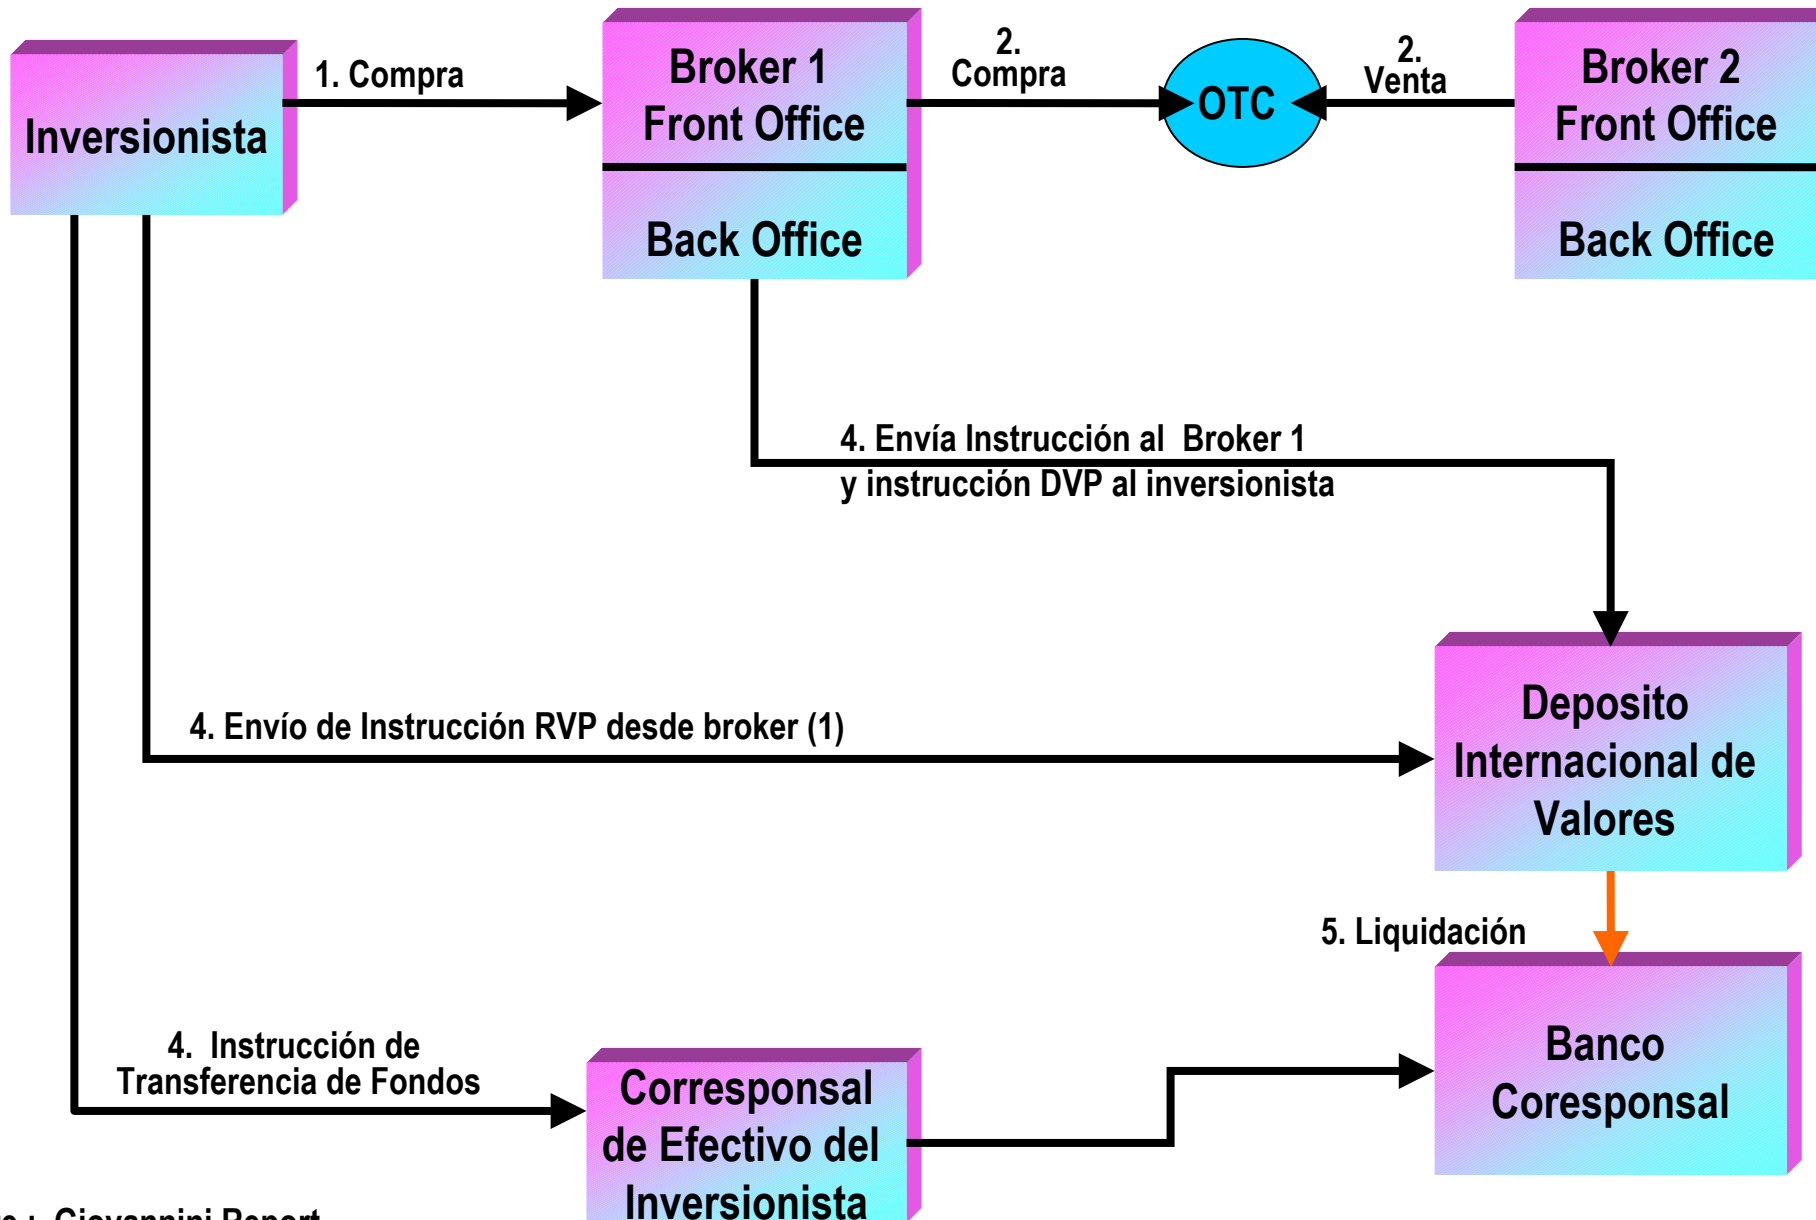 Inversionista
1. Compra
Broker 1
Front Office
Back Office
2.
Compra
OTC
2.
Venta
Broker 2
Front Office
Back Office
4. Envía Instrucción al  Broker 1
y instrucción DVP al inversionista
4. Envío de Instrucción RVP desde broker (1)
Deposito
Internacional de
Valores
5. Liquidación
4.  Instrucción de
Transferencia de Fondos
Corresponsal
de Efectivo del
Inversionista
Banco
Coresponsal
: Giovannini Report